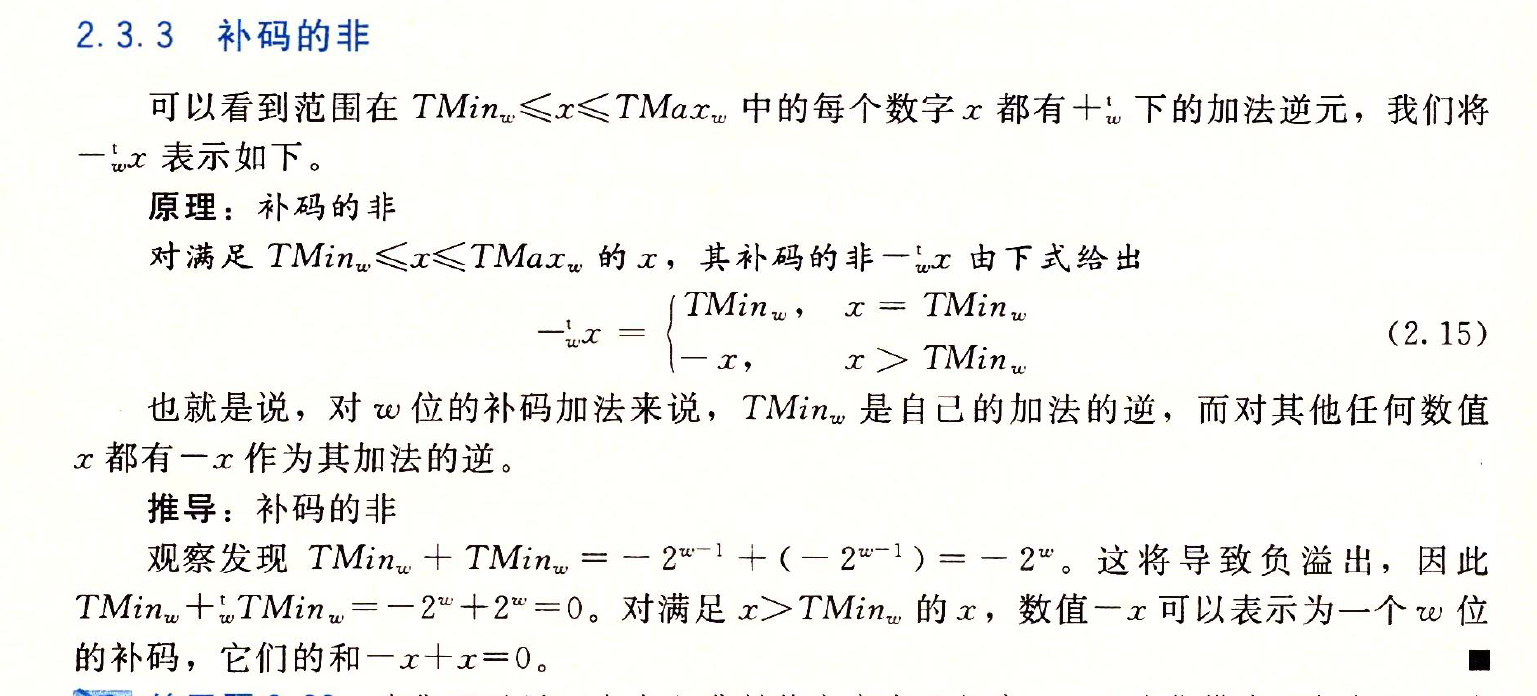 2.3.3 补码的非
可以看到范围在 TMin_w≤x≤TMax_w 中的每个数字 x 都有+^t_w 下的加法逆元，我们将
-^t_w x 表示如下。
原理：补码的非
对满足 TMin_w≤x≤TMax_w 的 x，其补码的非-^t_w x 由下式给出
-^t_w x = { TMin_w， x = TMin_w
-x， x > TMin_w (2.15)
也就是说，对 w 位的补码加法来说，TMin_w 是自己的加法的逆，而对其他任何数值
x 都有-x 作为其加法的逆。
推导：补码的非
观察发现 TMin_w + TMin_w = -2^{w-1} + (-2^{w-1}) = -2^w。这将导致负溢出，因此
TMin_w +^t_w TMin_w = -2^w+2^w=0。对满足 x>TMin_w 的 x，数值-x 可以表示为一个 w 位
的补码，它们的和-x+x=0。 ■